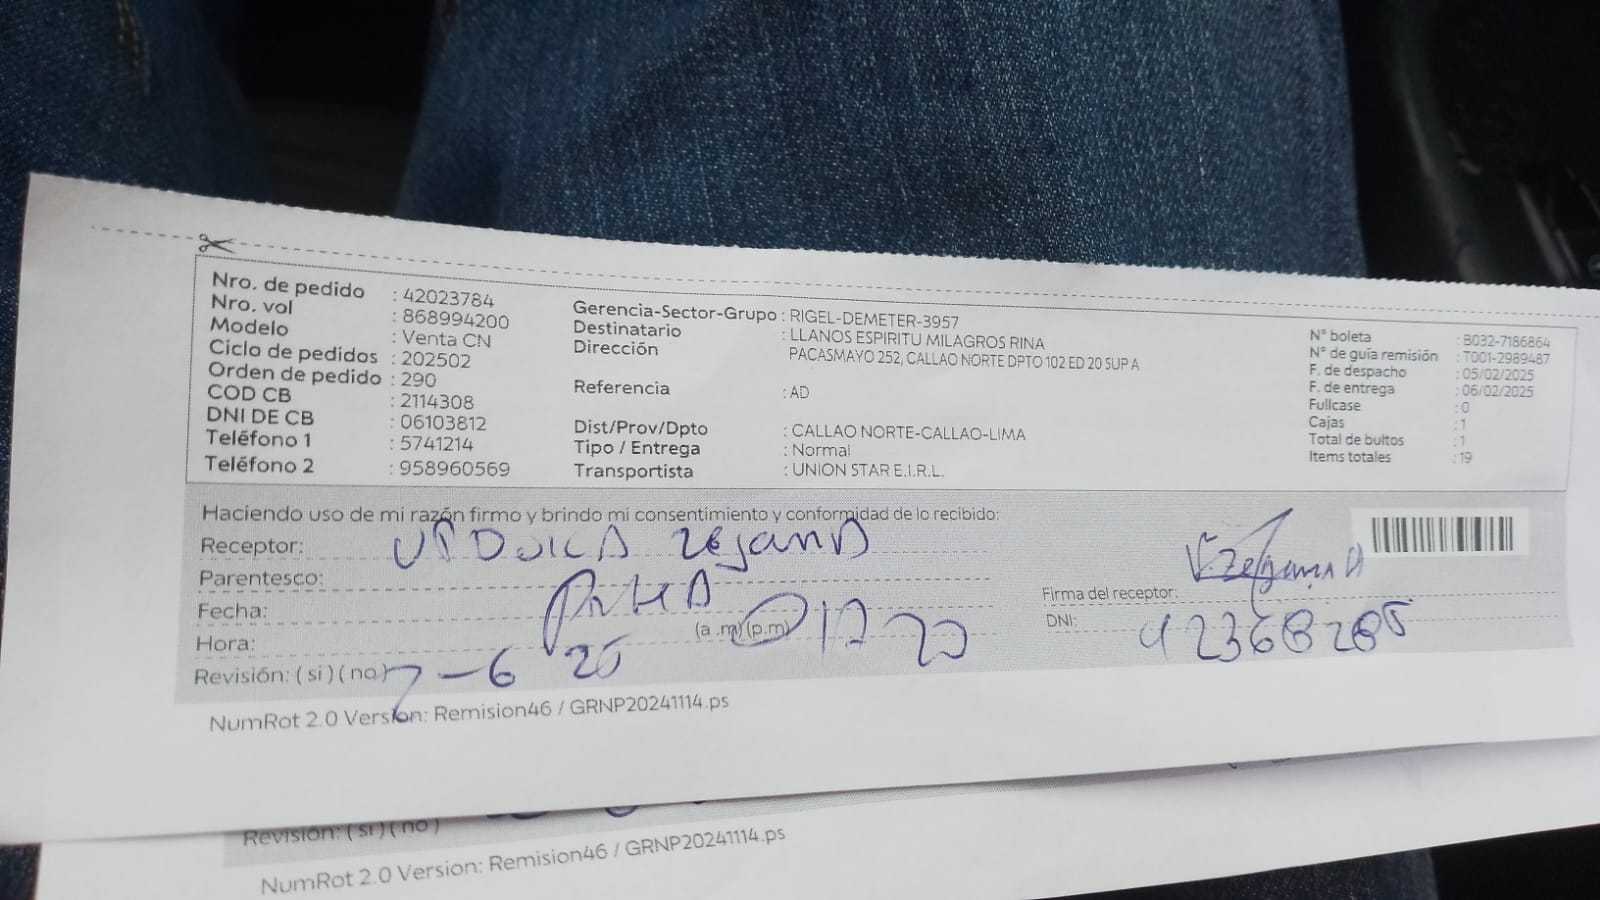 Nro. de pedido : 42023784
Nro. vol : 868994200
Modelo : Venta CN
Ciclo de pedidos : 202502
Orden de pedido : 290
COD CB : 2114308
DNI DE CB : 06103812
Teléfono 1 : 5741214
Teléfono 2 : 958960569
Gerencia-Sector-Grupo : RIGEL-DEMETER-3957
Destinatario : LLANOS ESPIRITU MILAGROS RINA
Dirección : PACASMAYO 252, CALLAO NORTE DPTO 102 ED 20 SUP A
Referencia : AD
Dist/Prov/Dpto : CALLAO NORTE-CALLAO-LIMA
Tipo / Entrega : Normal
Transportista : UNION STAR E.I.R.L.
N° boleta : B032-7186864
N° de guía remisión : T001-2989487
F. de despacho : 05/02/2025
F. de entrega : 06/02/2025
Fullcase : 0
Cajas : 1
Total de bultos : 1
Items totales : 19
Haciendo uso de mi razón firmo y brindo mi consentimiento y conformidad de lo recibido:
Receptor:
Parentesco:
Fecha:
Hora: (a.m) (p.m)
Revisión: (si) (no) 7-6 25
Firma del receptor:
DNI:
NumRot 2.0 Version: Remision46 / GRNP20241114.ps
Revisión: (si) (no)
NumRot 2.0 Version: Remision46 / GRNP20241114.ps